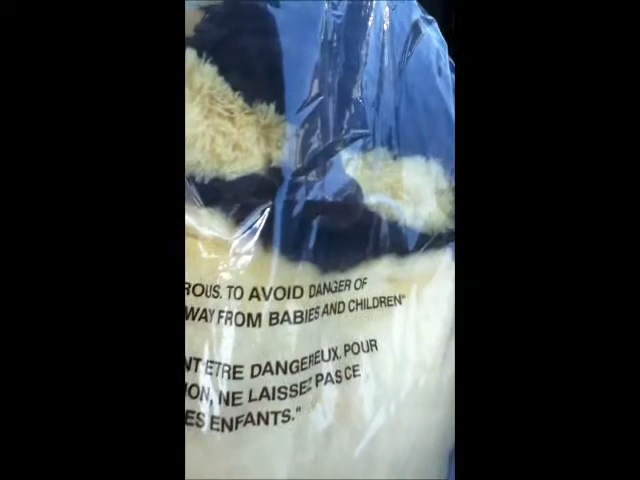 ROUS. TO AVOID DANGER OF
WAY FROM BABIES AND CHILDREN"
NT ETRE DANGEREUX, POUR
ION, NE LAISSEZ PAS CE
ES ENFANTS."